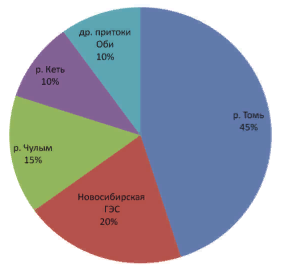 др. притоки
Оби
10%
р. Кеть
10%
р. Томь
45%
р. Чулым
15%
Новосибирская
ГЭС
20%